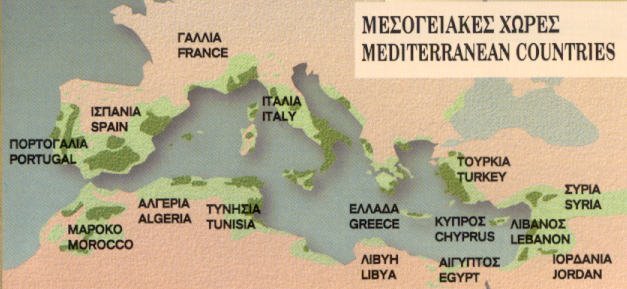 ΜΕΣΟΓΕΙΑΚΕΣ ΧΩΡΕΣ
MEDITERRANEAN COUNTRIES
ΓΑΛΛΙΑ
FRANCE
ΙΣΠΑΝΙΑ
SPAIN
ΙΤΑΛΙΑ
ITALY
ΠΟΡΤΟΓΑΛΙΑ
PORTUGAL
ΤΟΥΡΚΙΑ
TURKEY
ΣΥΡΙΑ
SYRIA
ΑΛΓΕΡΙΑ
ALGERIA
ΤΥΝΗΣΙΑ
TUNISIA
ΕΛΛΑΔΑ
GREECE
ΚΥΠΡΟΣ
CHYPRUS
ΛΙΒΑΝΟΣ
LEBANON
ΜΑΡΟΚΟ
MOROCCO
ΛΙΒΥΗ
LIBYA
ΑΙΓΥΠΤΟΣ
EGYPT
ΙΟΡΔΑΝΙΑ
JORDAN